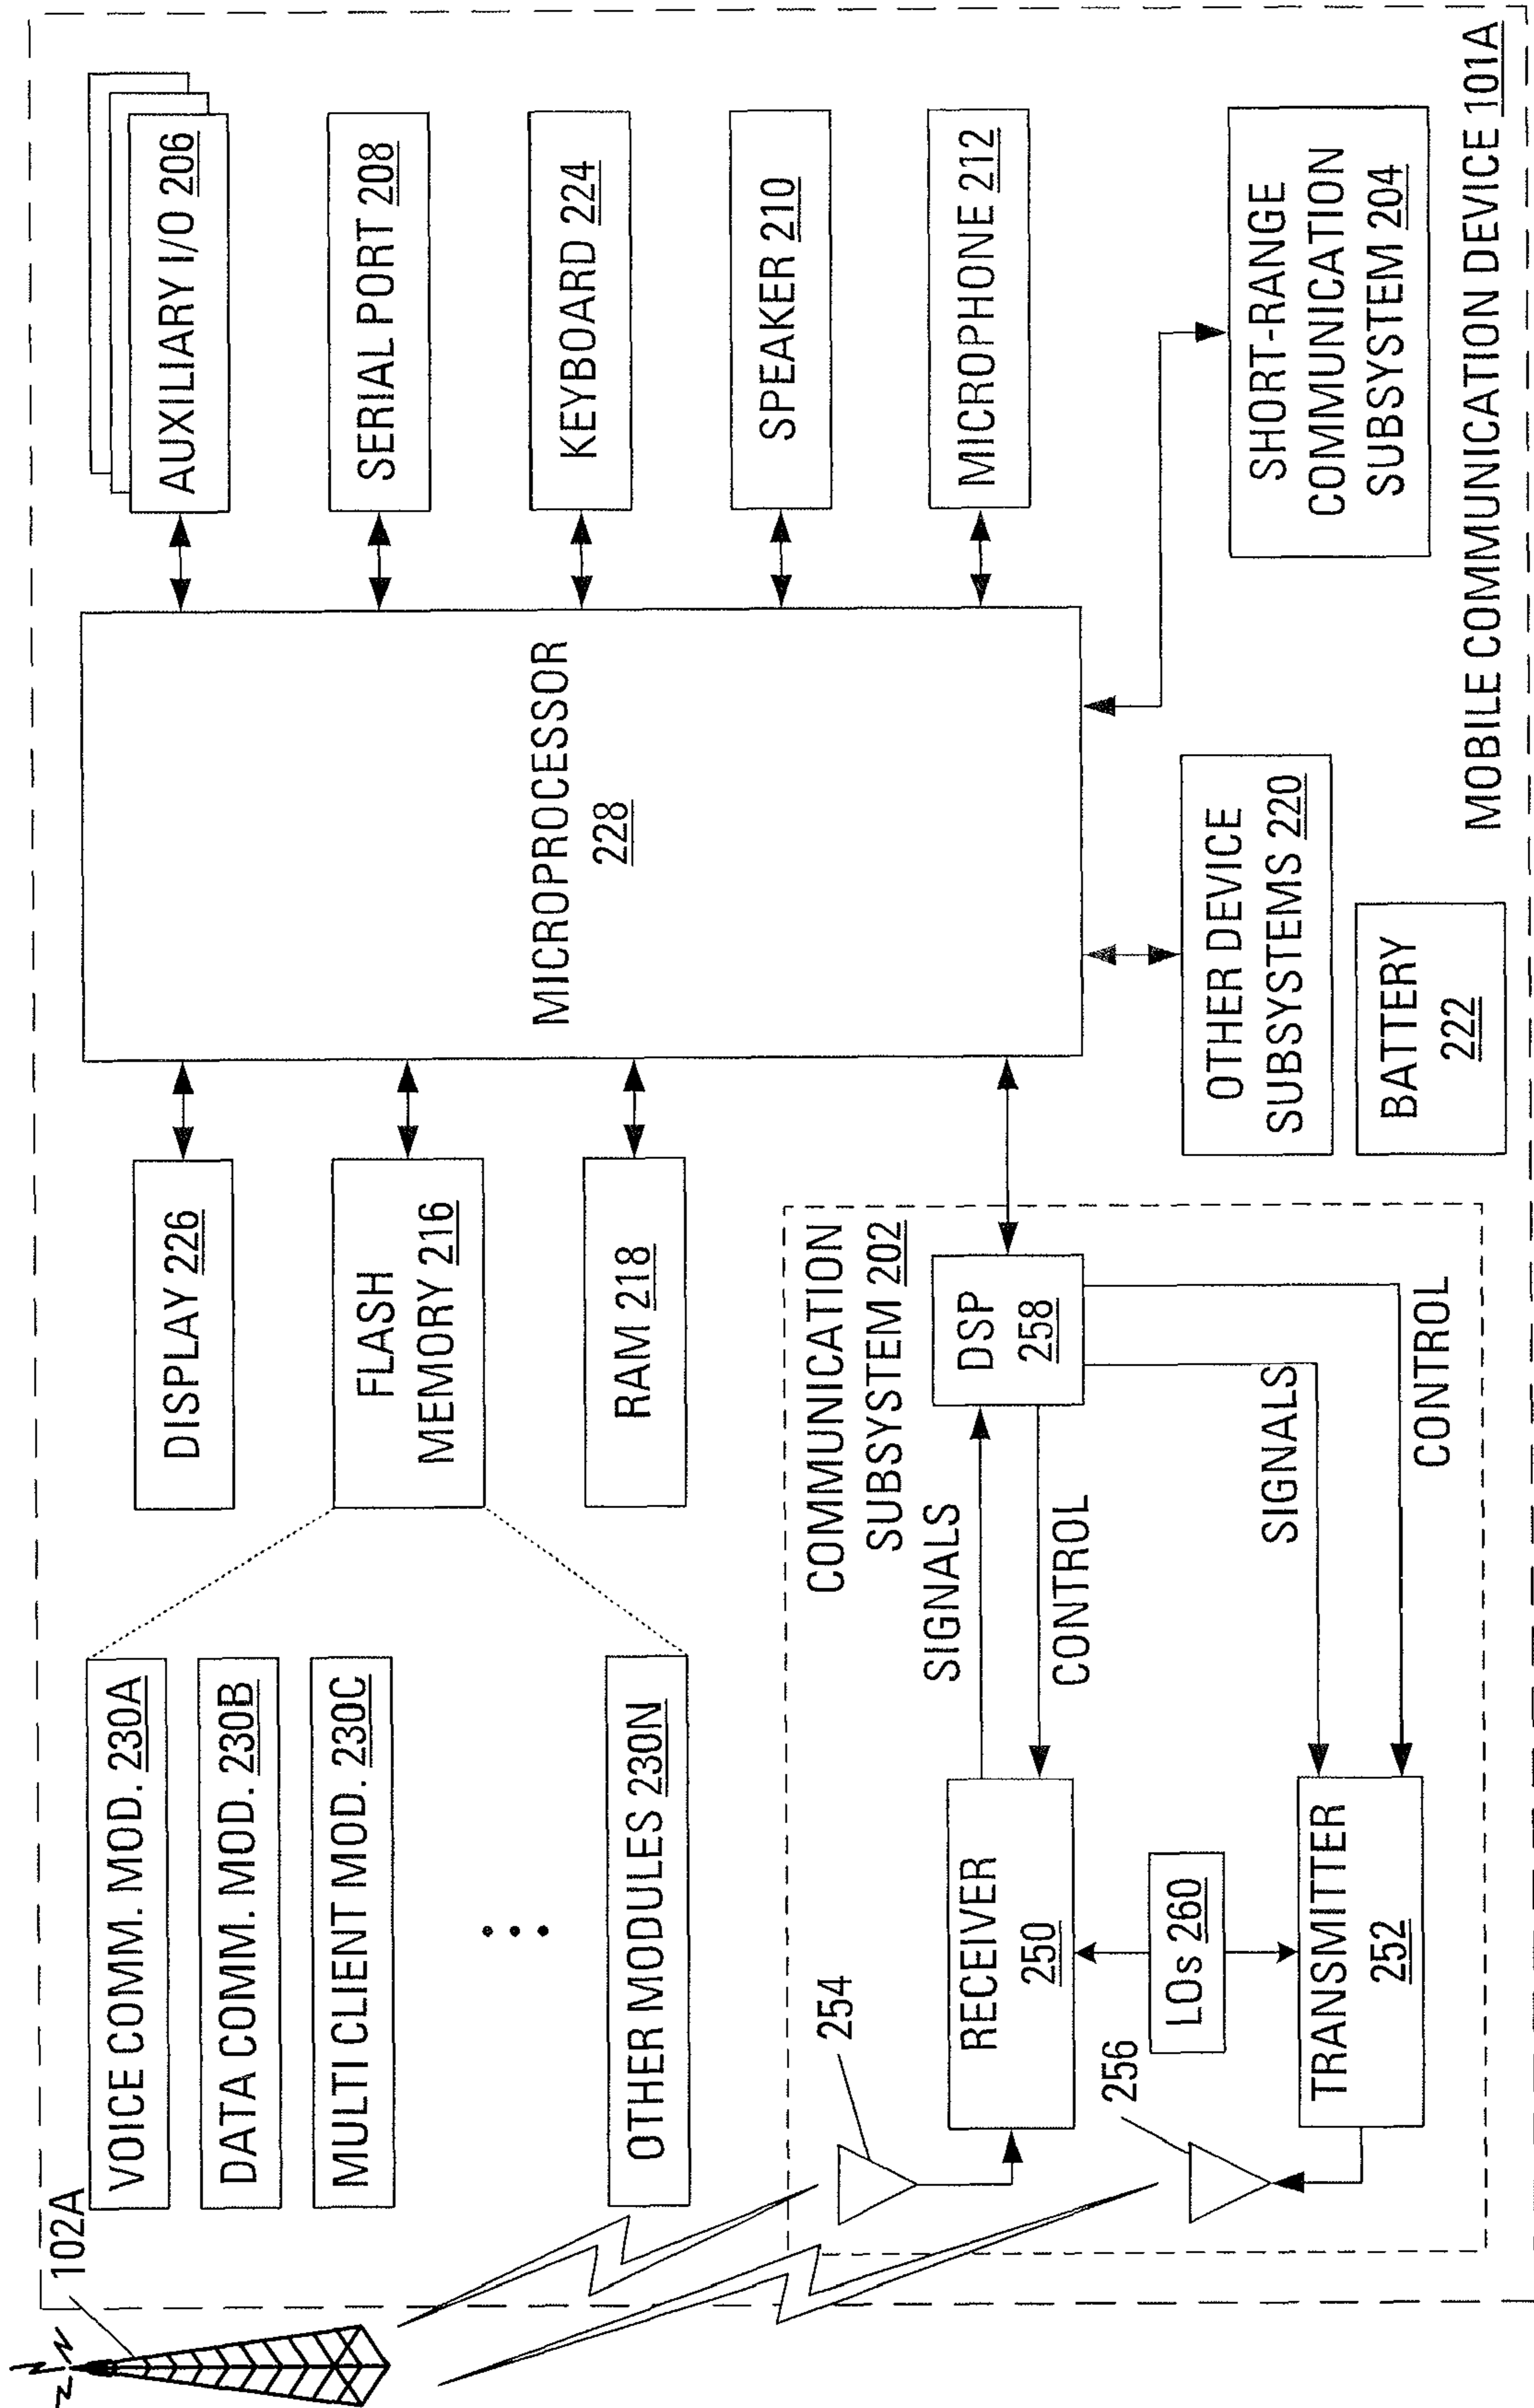 102A
VOICE COMM. MOD. 230A
DATA COMM. MOD. 230B
MULTI CLIENT MOD. 230C
OTHER MODULES 230N
DISPLAY 226
FLASH
MEMORY 216
RAM 218
MICROPROCESSOR
228
AUXILIARY I/O 206
SERIAL PORT 208
KEYBOARD 224
SPEAKER 210
MICROPHONE 212
COMMUNICATION
SUBSYSTEM 202
254
RECEIVER
250
SIGNALS
CONTROL
DSP
258
LOs 260
256
TRANSMITTER
252
SIGNALS
CONTROL
OTHER DEVICE
SUBSYSTEMS 220
BATTERY
222
SHORT-RANGE
COMMUNICATION
SUBSYSTEM 204
MOBILE COMMUNICATION DEVICE 101A